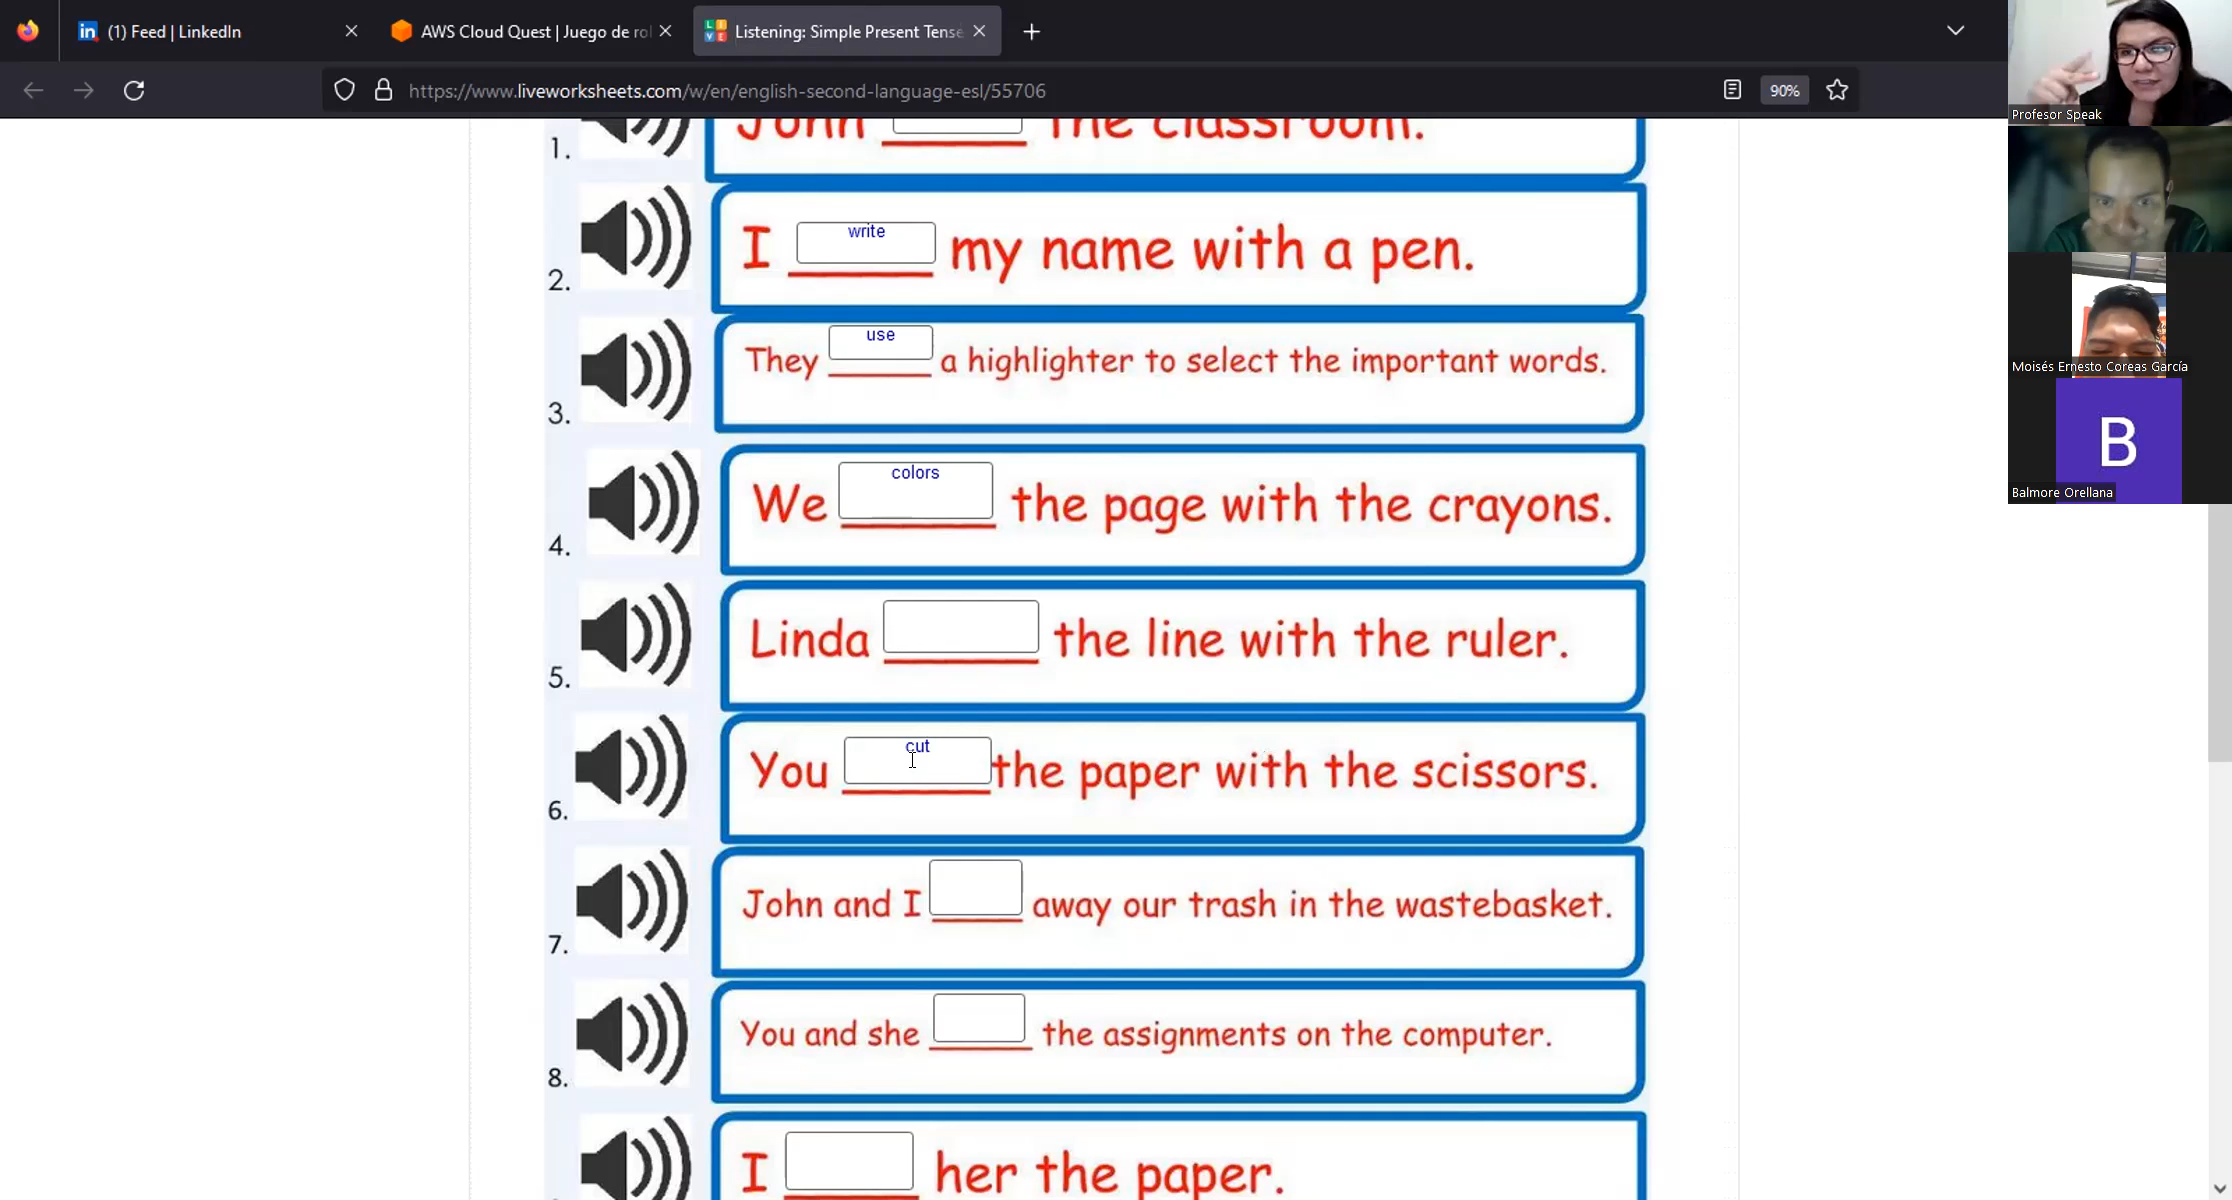 (1) Feed | LinkedIn
AWS Cloud Quest | Juego de rol
Listening: Simple Present Tense
https://www.liveworksheets.com/w/en/english-second-language-esl/55706
90%
Profesor Speak
Moisés Ernesto Coreas García
B
Balmore Orellana
1. John the classroom.
2. I write my name with a pen.
3. They use a highlighter to select the important words.
4. We colors the page with the crayons.
5. Linda the line with the ruler.
6. You cut the paper with the scissors.
7. John and I away our trash in the wastebasket.
8. You and she the assignments on the computer.
I her the paper.